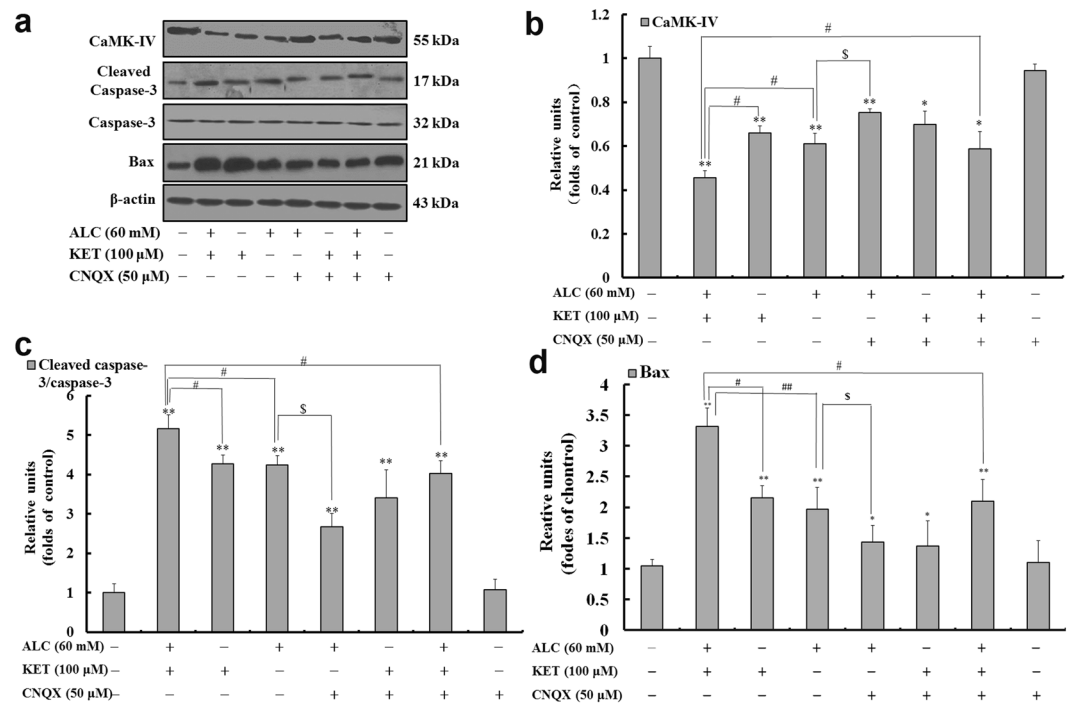 a
CaMK-IV 55 kDa
Cleaved
Caspase-3 17 kDa
Caspase-3 32 kDa
Bax 21 kDa
β-actin 43 kDa
ALC (60 mM) – + – + + – + –
KET (100 μM) – + + – – + + –
CNQX (50 μM) – – – – + + + +
b
CaMK-IV
Relative units
(folds of control)
1.2
1
0.8
0.6
0.4
0.2
0
# # # $
** ** ** ** * *
ALC (60 mM) – + – + + – + –
KET (100 μM) – + + – – + + –
CNQX (50 μM) – – – – + + + +
c
Cleaved caspase-
3/caspase-3
Relative units
(folds of control)
6
5
4
3
2
1
0
# # # $
** ** ** ** ** **
ALC (60 mM) – + – + + – + –
KET (100 μM) – + + – – + + –
CNQX (50 μM) – – – – + + + +
d
Bax
Reative units
(fodes of chontrol)
4
3.5
3
2.5
2
1.5
1
0.5
0
# # ## $
** ** ** * * **
ALC (60 mM) – + – + + – + –
KET (100 μM) – + + – – + + –
CNQX (50 μM) – – – – + + + +